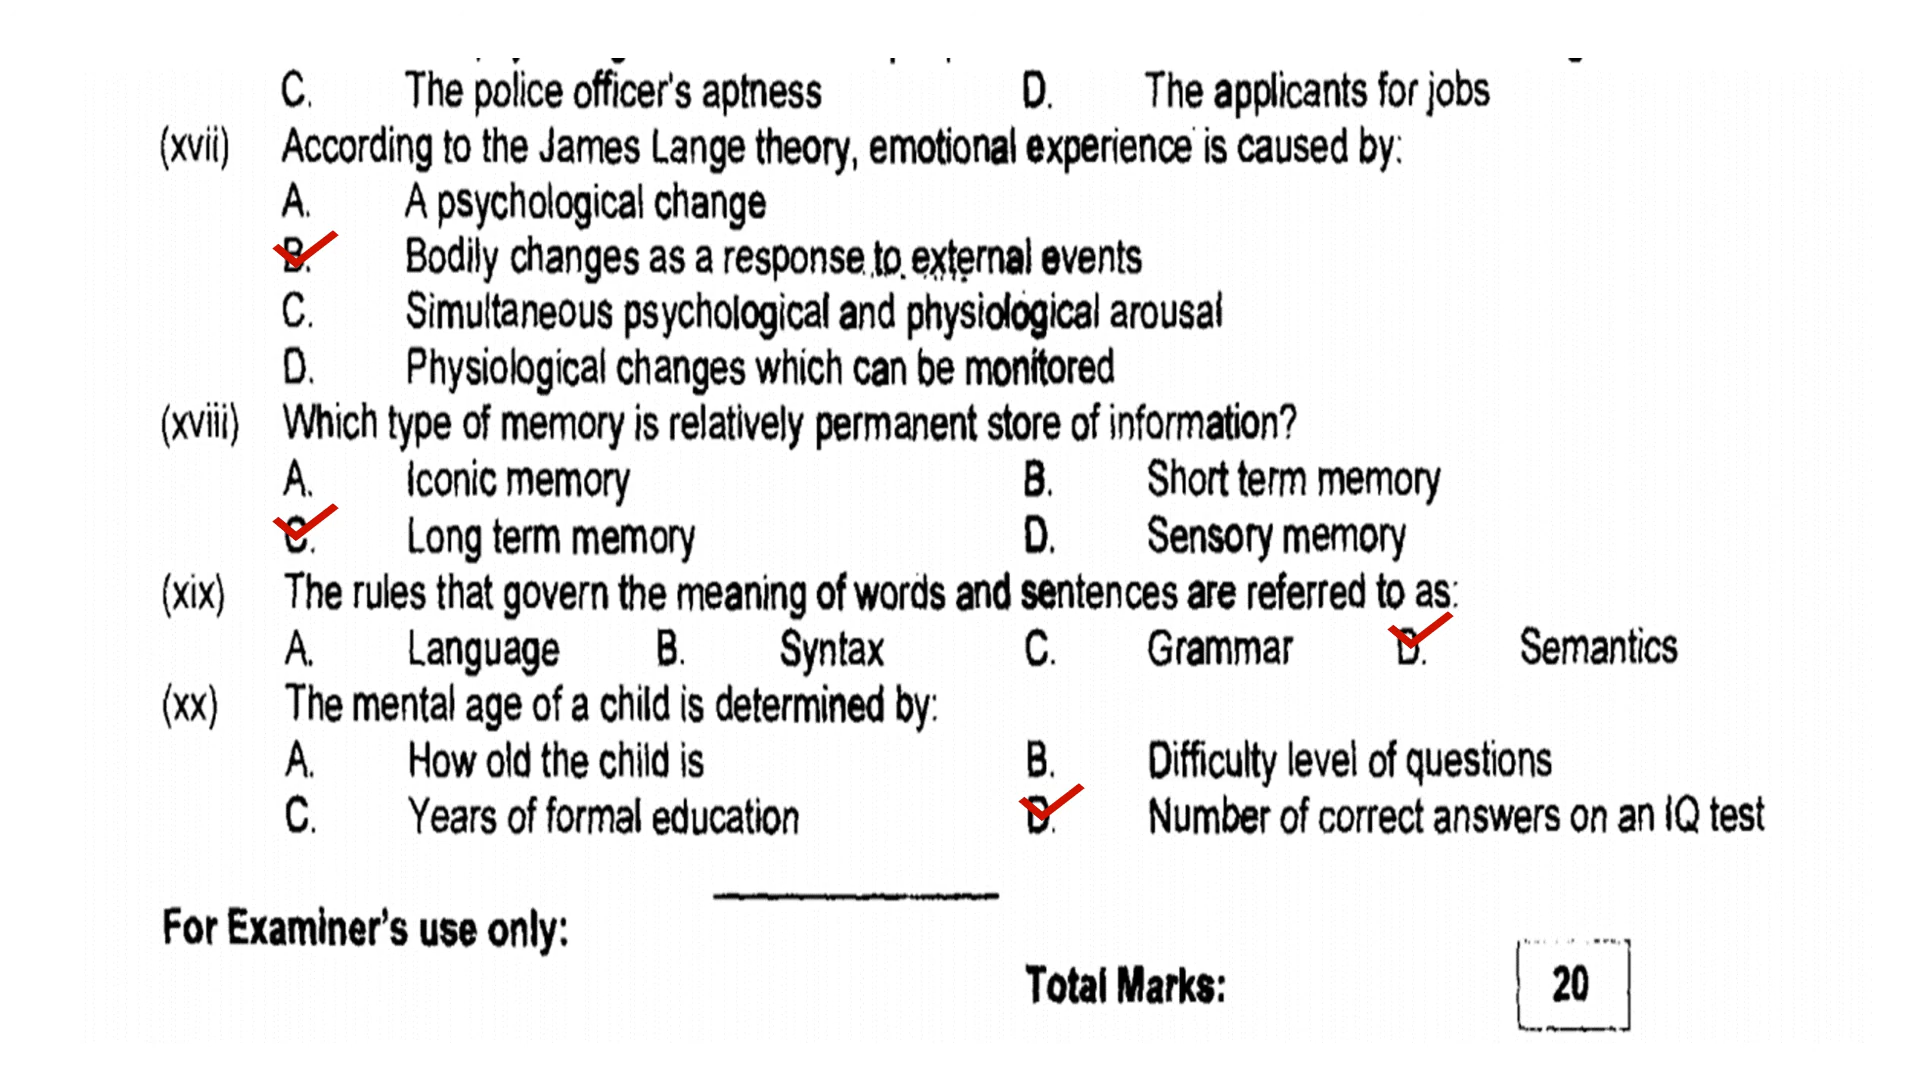 C. The police officer's aptness D. The applicants for jobs
(xvii) According to the James Lange theory, emotional experience is caused by:
A. A psychological change
B. Bodily changes as a response to external events
C. Simultaneous psychological and physiological arousal
D. Physiological changes which can be monitored
(xviii) Which type of memory is relatively permanent store of information?
A. Iconic memory B. Short term memory
C. Long term memory D. Sensory memory
(xix) The rules that govern the meaning of words and sentences are referred to as:
A. Language B. Syntax C. Grammar D. Semantics
(xx) The mental age of a child is determined by:
A. How old the child is B. Difficulty level of questions
C. Years of formal education D. Number of correct answers on an IQ test
For Examiner's use only:
Total Marks: 20